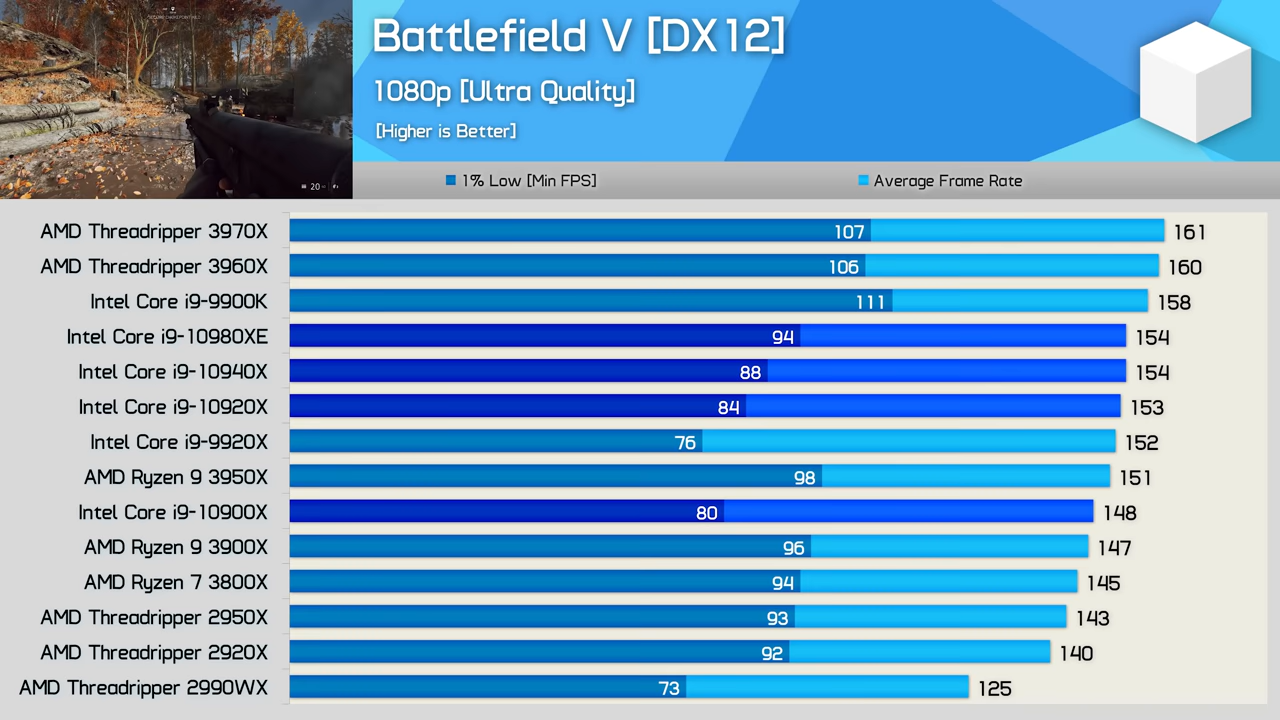 Battlefield V [DX12]
1080p [Ultra Quality]
[Higher is Better]
20
1% Low [Min FPS]
Average Frame Rate
AMD Threadripper 3970X 107 161
AMD Threadripper 3960X 106 160
Intel Core i9-9900K 111 158
Intel Core i9-10980XE 94 154
Intel Core i9-10940X 88 154
Intel Core i9-10920X 84 153
Intel Core i9-9920X 76 152
AMD Ryzen 9 3950X 98 151
Intel Core i9-10900X 80 148
AMD Ryzen 9 3900X 96 147
AMD Ryzen 7 3800X 94 145
AMD Threadripper 2950X 93 143
AMD Threadripper 2920X 92 140
AMD Threadripper 2990WX 73 125